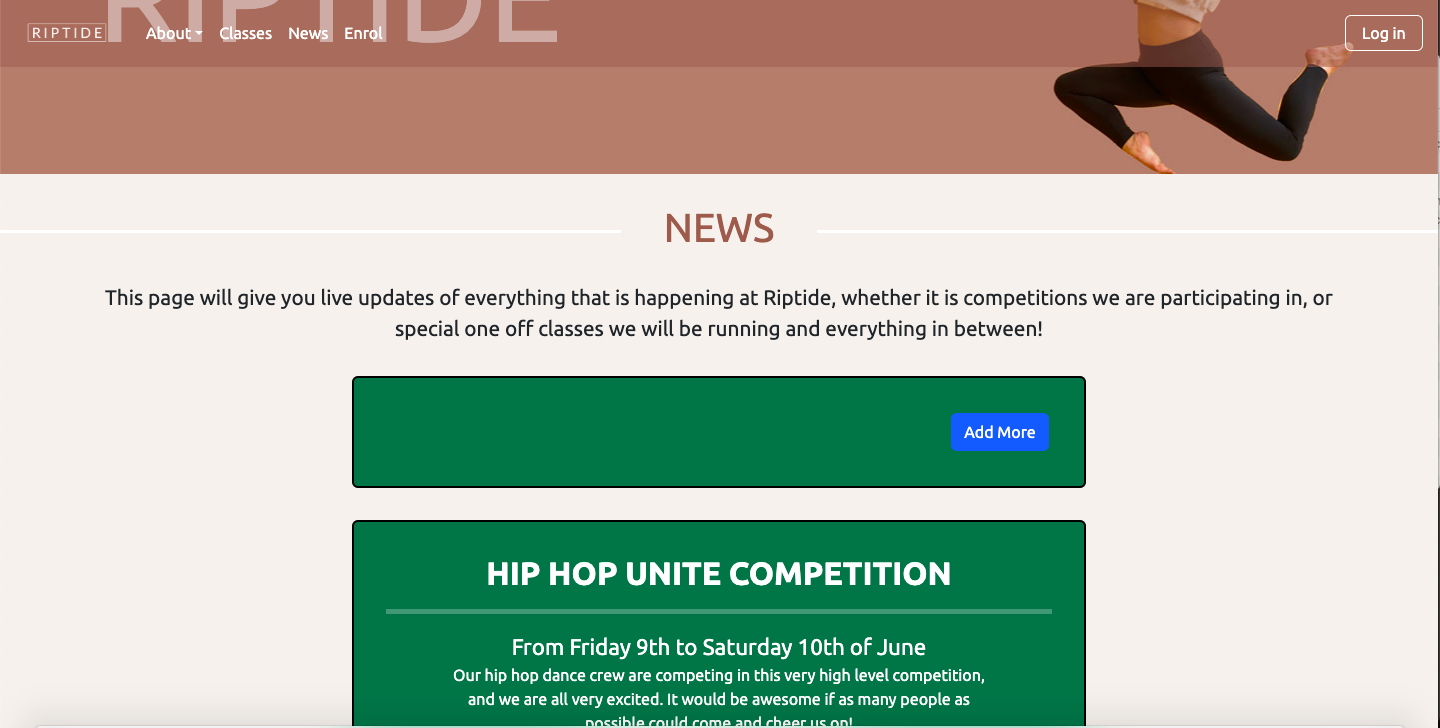 RIPTIDE
RIPTIDE
About
Classes
News
Enrol
Log in
NEWS
This page will give you live updates of everything that is happening at Riptide, whether it is competitions we are participating in, or
special one off classes we will be running and everything in between!
Add More
HIP HOP UNITE COMPETITION
From Friday 9th to Saturday 10th of June
Our hip hop dance crew are competing in this very high level competition,
and we are all very excited. It would be awesome if as many people as
possible could come and cheer us on!